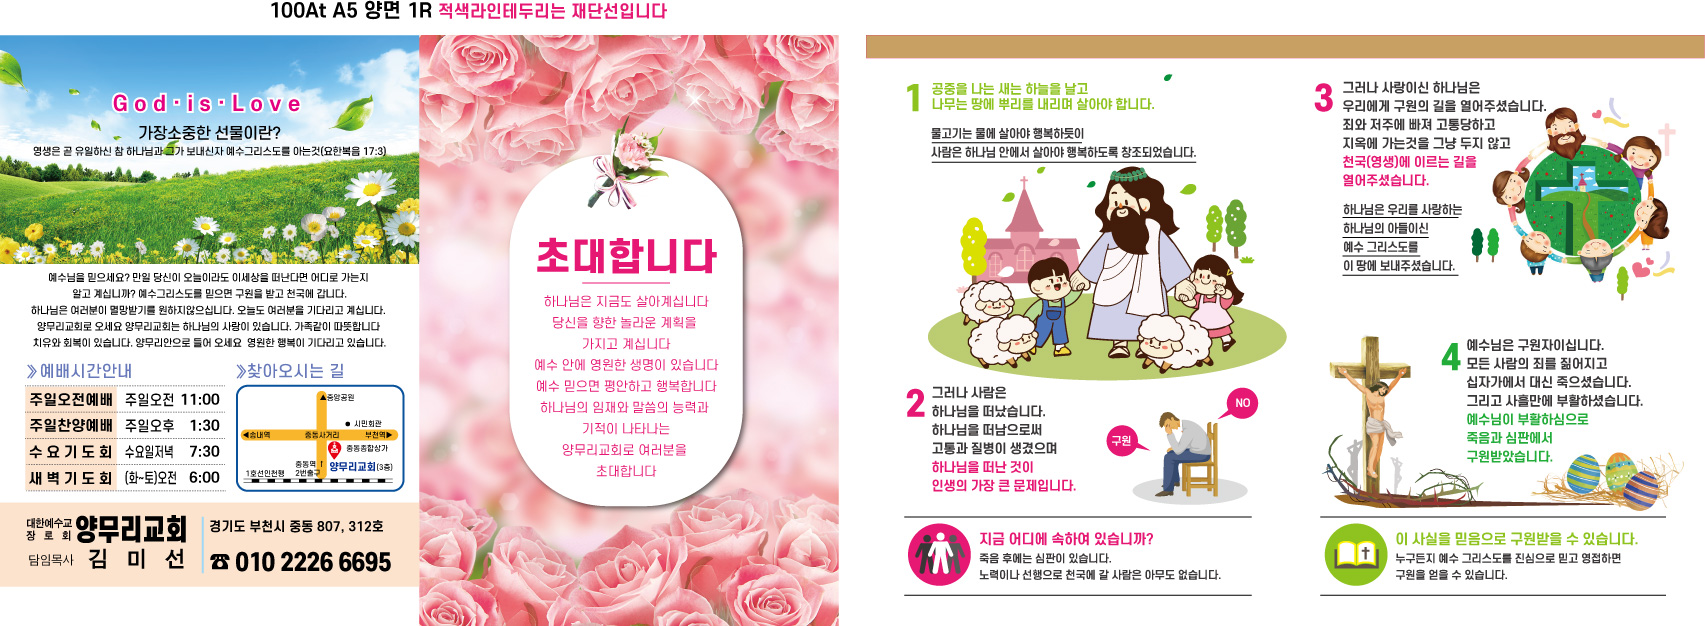 100At A5 양면 1R 적색라인테두리는 재단선입니다
God·is·Love
가장소중한 선물이란?
영생은 곧 유일하신 참 하나님과 그가 보내신자 예수그리스도를 아는것(요한복음 17:3)
예수님을 믿으세요? 만일 당신이 오늘이라도 이세상을 떠난다면 어디로 가는지
알고 계십니까? 예수그리스도를 믿으면 구원을 받고 천국에 갑니다.
하나님은 여러분이 멸망받기를 원하지않으십니다. 오늘도 여러분을 기다리고 계십니다.
양무리교회로 오세요 양무리교회는 하나님의 사랑이 있습니다. 가족같이 따뜻합니다
치유와 회복이 있습니다. 양무리안으로 들어 오세요 영원한 행복이 기다리고 있습니다.
》예배시간안내
주일오전예배 주일오전 11:00
주일찬양예배 주일오후 1:30
수요기도회 수요일저녁 7:30
새벽기도회 (화~토)오전 6:00
》찾아오시는 길
▲중앙공원
● 시민회관
◀송내역 중동사거리 부천역▶
중동종합상가
중동역 ↑
2번출구
양무리교회(3층)
1호선인천행
대한예수교
장로회
양무리교회
담임목사 김미선
경기도 부천시 중동 807, 312호
☎ 010 2226 6695
초대합니다
하나님은 지금도 살아계십니다
당신을 향한 놀라운 계획을
가지고 계십니다
예수 안에 영원한 생명이 있습니다
예수 믿으면 평안하고 행복합니다
하나님의 임재와 말씀의 능력과
기적이 나타나는
양무리교회로 여러분을
초대합니다
1 공중을 나는 새는 하늘을 날고
나무는 땅에 뿌리를 내리며 살아야 합니다.
물고기는 물에 살아야 행복하듯이
사람은 하나님 안에서 살아야 행복하도록 창조되었습니다.
2 그러나 사람은
하나님을 떠났습니다.
하나님을 떠남으로써
고통과 질병이 생겼으며
하나님을 떠난 것이
인생의 가장 큰 문제입니다.
NO
구원
지금 어디에 속하여 있습니까?
죽음 후에는 심판이 있습니다.
노력이나 선행으로 천국에 갈 사람은 아무도 없습니다.
3 그러나 사랑이신 하나님은
우리에게 구원의 길을 열어주셨습니다.
죄와 저주에 빠져 고통당하고
지옥에 가는것을 그냥 두지 않고
천국(영생)에 이르는 길을
열어주셨습니다.
하나님은 우리를 사랑하는
하나님의 아들이신
예수 그리스도를
이 땅에 보내주셨습니다.
4 예수님은 구원자이십니다.
모든 사람의 죄를 짊어지고
십자가에서 대신 죽으셨습니다.
그리고 사흘만에 부활하셨습니다.
예수님이 부활하심으로
죽음과 심판에서
구원받았습니다.
이 사실을 믿음으로 구원받을 수 있습니다.
누구든지 예수 그리스도를 진심으로 믿고 영접하면
구원을 얻을 수 있습니다.